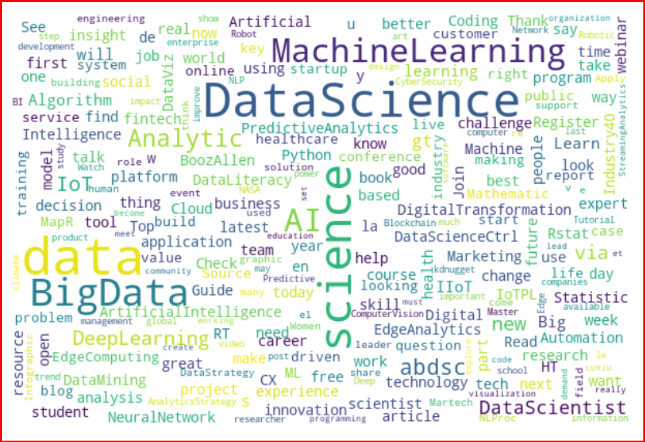 engineering
show
organization
See
step
insight
de
real
now
Artificial
u
better
Coding
Thank
say
development
enterprise
Robot
key
art
customer
Network
Robotic
will
job
world
MachineLearning
time
webinar
first
system
DataViz
online
using
startup
y
design
learning
right
program
take
one
building
social
NLP
CyberSecurity
Apply
BI
Algorithm
impact
improve
DataScience
public
support
way
service
find
fintech
think
challenge
Register
StreamingAnalytics
Intelligence
Analytic
PredictiveAnalytics
live
gt
computer
re
last
Industry40
healthcare
know
industry
software
Machine
Learn
people
training
model
study
talk
role
W
BoozAllen
Python
conference
making
look
Watch
solution
good
join
report
IoT
human
platform
DataLiteracy
power
book
best
v
e
event
NASA
set
based
Mathematic
expert
decision
thing
Cloud
business
DigitalTransformation
MapR
tool
become
Top
build
used
latest
AI
science
la
Blockchain
much
start
Tutorial
product
meet
application
education
DataScienceCtrl
future
Rstat
case
data
value
team
year
help
Marketing
lead
use
via
et
community
Check
graphic
en
health
change
kdnugget
climate
Source
may
Predictive
course
IIoT
life
day
companies
BigData
Guide
many
today
looking
important
come
IoTPL
Statistic
ArtificialIntelligence
skill
must
Master
Edge
available
problem
management
global
working
el
ComputerVision
Digital
new
Big
week
resource
open
DeepLearning
RT
need
Women
EdgeAnalytics
Automation
Infographic
video
career
leader
question
part
Read
EdgeComputing
create
great
make
post
driven
work
abdsc
explore
code
research
le
trend
DataMining
DataStrategy
CX
ML
free
share
Deep
technology
tech
school
next
HT
covid
blog
analysis
project
experience
visualization
demand
field
want
really
student
AnalyticsStrategy
S
innovation
scientist
Martech
DataScientist
NeuralNetwork
researcher
programming
article
NLProc
information